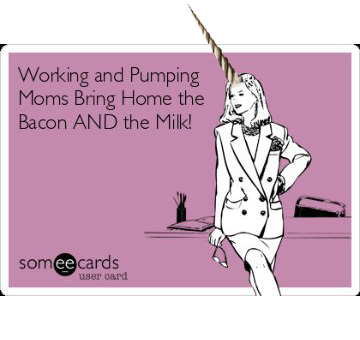 Working and Pumping
Moms Bring Home the
Bacon AND the Milk!
someecards
user card